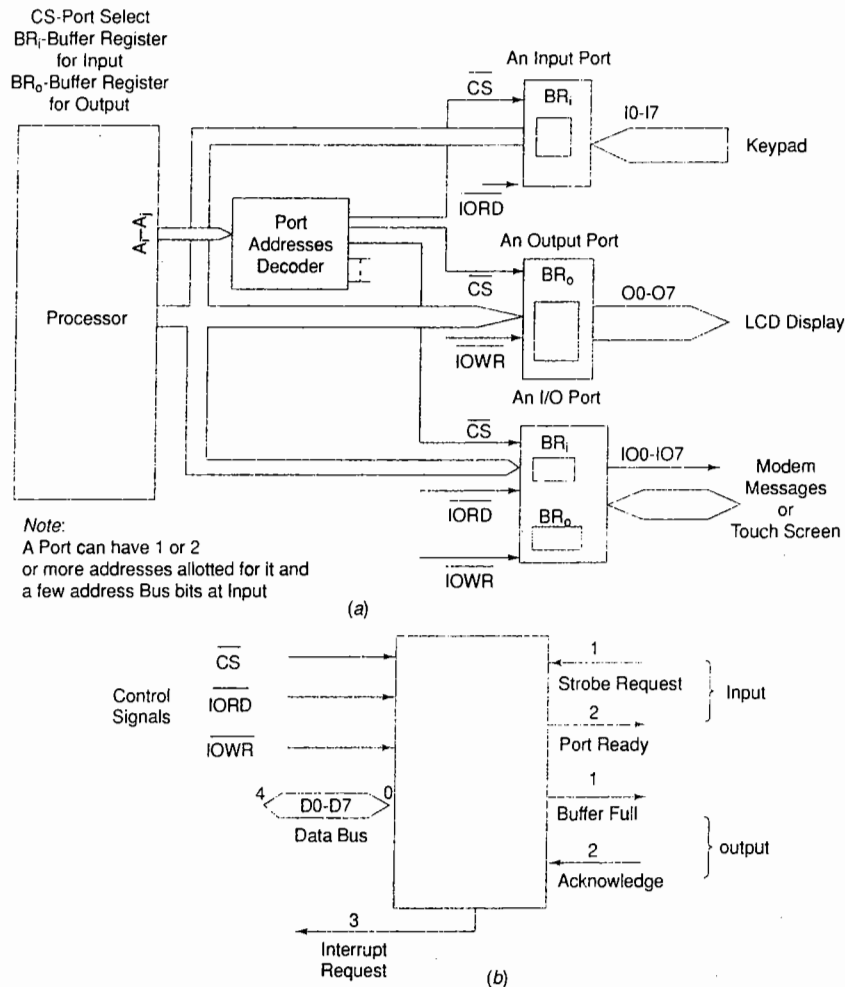 CS-Port Select
BRi-Buffer Register
for Input
BRo-Buffer Register
for Output
An Input Port
CS
BRi
I0-I7
Keypad
IORD
Ai–Aj
Port
Addresses
Decoder
An Output Port
CS
BRo
O0-O7
LCD Display
Processor
IOWR
An I/O Port
CS
BRi
IO0-IO7
Modem
Messages
or
Touch Screen
IORD
BRo
IOWR
Note:
A Port can have 1 or 2
or more addresses allotted for it and
a few address Bus bits at Input
(a)
CS
1
Strobe Request
Input
Control
Signals
IORD
2
Port Ready
IOWR
1
Buffer Full
4
D0-D7
0
Data Bus
output
2
Acknowledge
3
Interrupt
Request
(b)